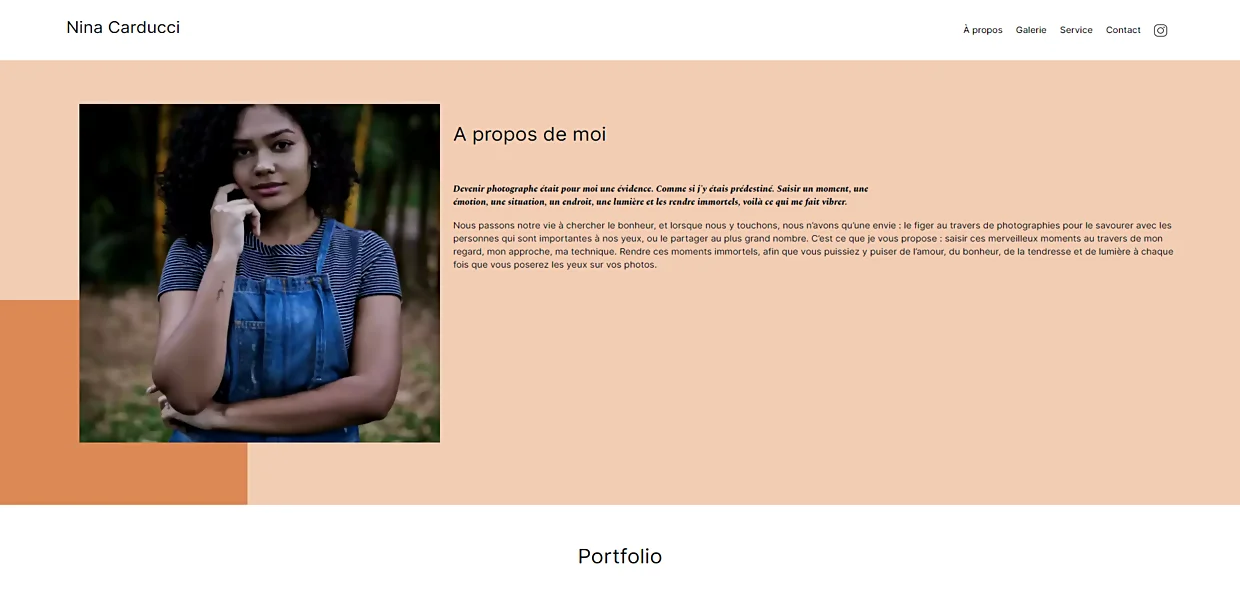 Nina Carducci
À propos Galerie Service Contact
A propos de moi
Devenir photographe était pour moi une évidence. Comme si j'y étais prédestiné. Saisir un moment, une
émotion, une situation, un endroit, une lumière et les rendre immortels, voilà ce qui me fait vibrer.
Nous passons notre vie à chercher le bonheur, et lorsque nous y touchons, nous n'avons qu'une envie : le figer au travers de photographies pour le savourer avec les
personnes qui sont importantes à nos yeux, ou le partager au plus grand nombre. C'est ce que je vous propose : saisir ces merveilleux moments au travers de mon
regard, mon approche, ma technique. Rendre ces moments immortels, afin que vous puissiez y puiser de l'amour, du bonheur, de la tendresse et de lumière à chaque
fois que vous poserez les yeux sur vos photos.
Portfolio